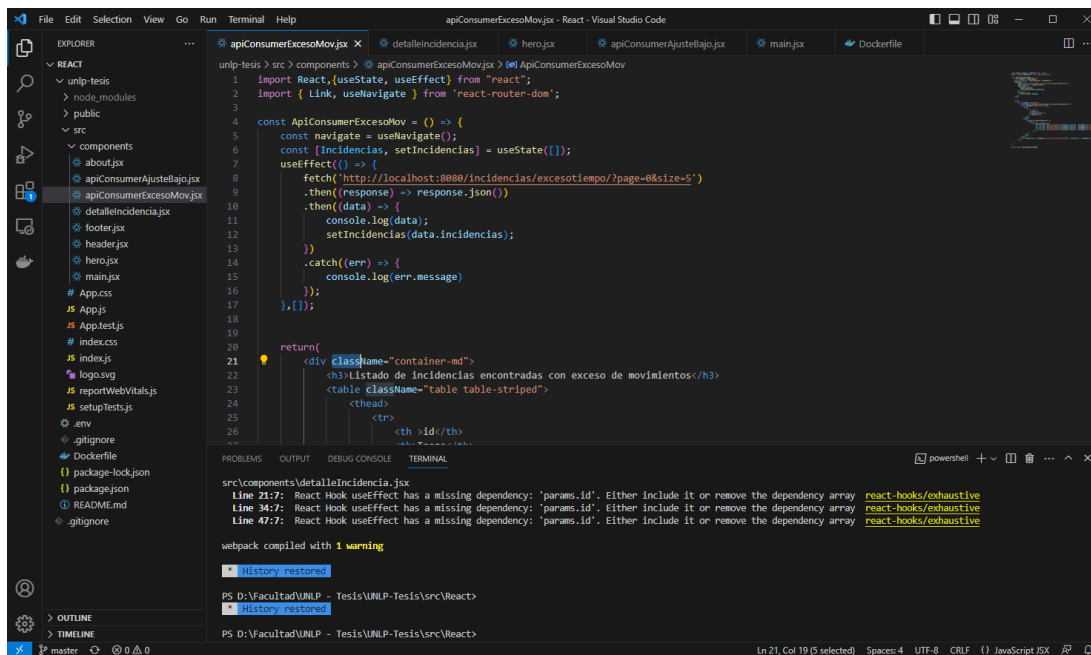 File Edit Selection View Go Run Terminal Help
apiConsumerExcesoMov.jsx - React - Visual Studio Code
EXPLORER
REACT
unlp-tesis
node_modules
public
src
components
about.jsx
apiConsumerAjusteBajo.jsx
apiConsumerExcesoMov.jsx
detalleIncidencia.jsx
footer.jsx
header.jsx
hero.jsx
main.jsx
# App.css
JS App.js
JS App.test.js
# index.css
JS index.js
logo.svg
JS reportWebVitals.js
JS setupTests.js
.env
.gitignore
Dockerfile
{} package-lock.json
{} package.json
README.md
.gitignore
OUTLINE
TIMELINE
1
apiConsumerExcesoMov.jsx × detalleIncidencia.jsx hero.jsx apiConsumerAjusteBajo.jsx main.jsx Dockerfile
unlp-tesis > src > components > apiConsumerExcesoMov.jsx > ApiConsumerExcesoMov
1 import React,{useState, useEffect} from "react";
2 import { Link, useNavigate } from 'react-router-dom';
3
4 const ApiConsumerExcesoMov = () => {
5 const navigate = useNavigate();
6 const [Incidencias, setIncidencias] = useState([]);
7 useEffect(() => {
8 fetch('http://localhost:8080/incidencias/excesotiempo/?page=0&size=5')
9 .then((response) => response.json())
10 .then((data) => {
11 console.log(data);
12 setIncidencias(data.incidencias);
13 })
14 .catch((err) => {
15 console.log(err.message)
16 });
17 },[]);
18
19
20 return(
21 <div className="container-md">
22 <h3>Listado de incidencias encontradas con exceso de movimientos</h3>
23 <table className="table table-striped">
24 <thead>
25 <tr>
26 <th >id</th>
PROBLEMS OUTPUT DEBUG CONSOLE TERMINAL
powershell
src\components\detalleIncidencia.jsx
Line 21:7: React Hook useEffect has a missing dependency: 'params.id'. Either include it or remove the dependency array react-hooks/exhaustive
Line 34:7: React Hook useEffect has a missing dependency: 'params.id'. Either include it or remove the dependency array react-hooks/exhaustive
Line 47:7: React Hook useEffect has a missing dependency: 'params.id'. Either include it or remove the dependency array react-hooks/exhaustive
webpack compiled with 1 warning
* History restored
PS D:\Facultad\UNLP - Tesis\UNLP-Tesis\src\React>
* History restored
PS D:\Facultad\UNLP - Tesis\UNLP-Tesis\src\React>
master 0 0 Ln 21, Col 19 (5 selected) Spaces: 4 UTF-8 CRLF {} JavaScript JSX